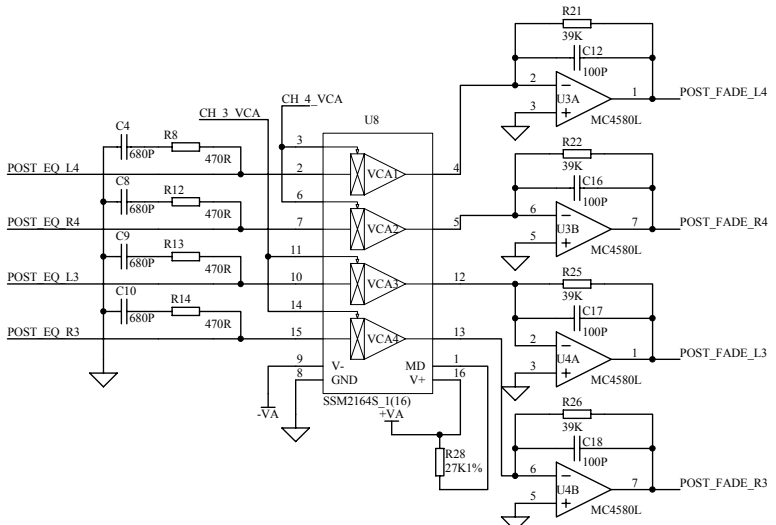 R21
39K
C12
100P
2
1
U3A
3
MC4580L
POST_FADE_L4
CH_4_VCA
CH_3_VCA
U8
C4
680P
R8
470R
POST_EQ_L4
3
2
VCA1
4
R22
39K
C16
100P
C8
680P
R12
470R
POST_EQ_R4
6
7
VCA2
5
6
7
U3B
5
MC4580L
POST_FADE_R4
C9
680P
R13
470R
POST_EQ_L3
11
10
VCA3
12
R25
39K
C17
100P
C10
680P
R14
470R
POST_EQ_R3
14
15
VCA4
13
2
1
U4A
3
MC4580L
POST_FADE_L3
9
V-
8
GND
MD
1
V+
16
SSM2164S_1(16)
-VA
+VA
R28
27K1%
R26
39K
C18
100P
6
7
U4B
5
MC4580L
POST_FADE_R3